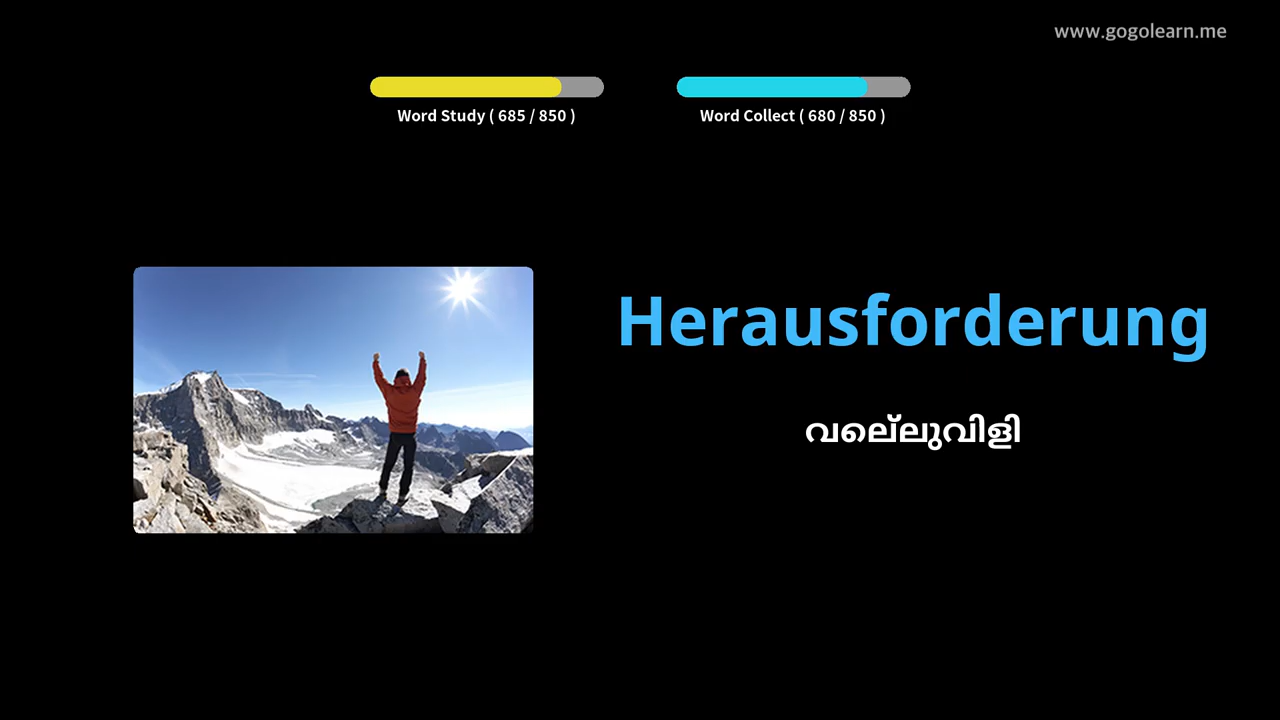 www.gogolearn.me
Word Study ( 685 / 850 )
Word Collect ( 680 / 850 )
Herausforderung
വെല്ലുവിളി